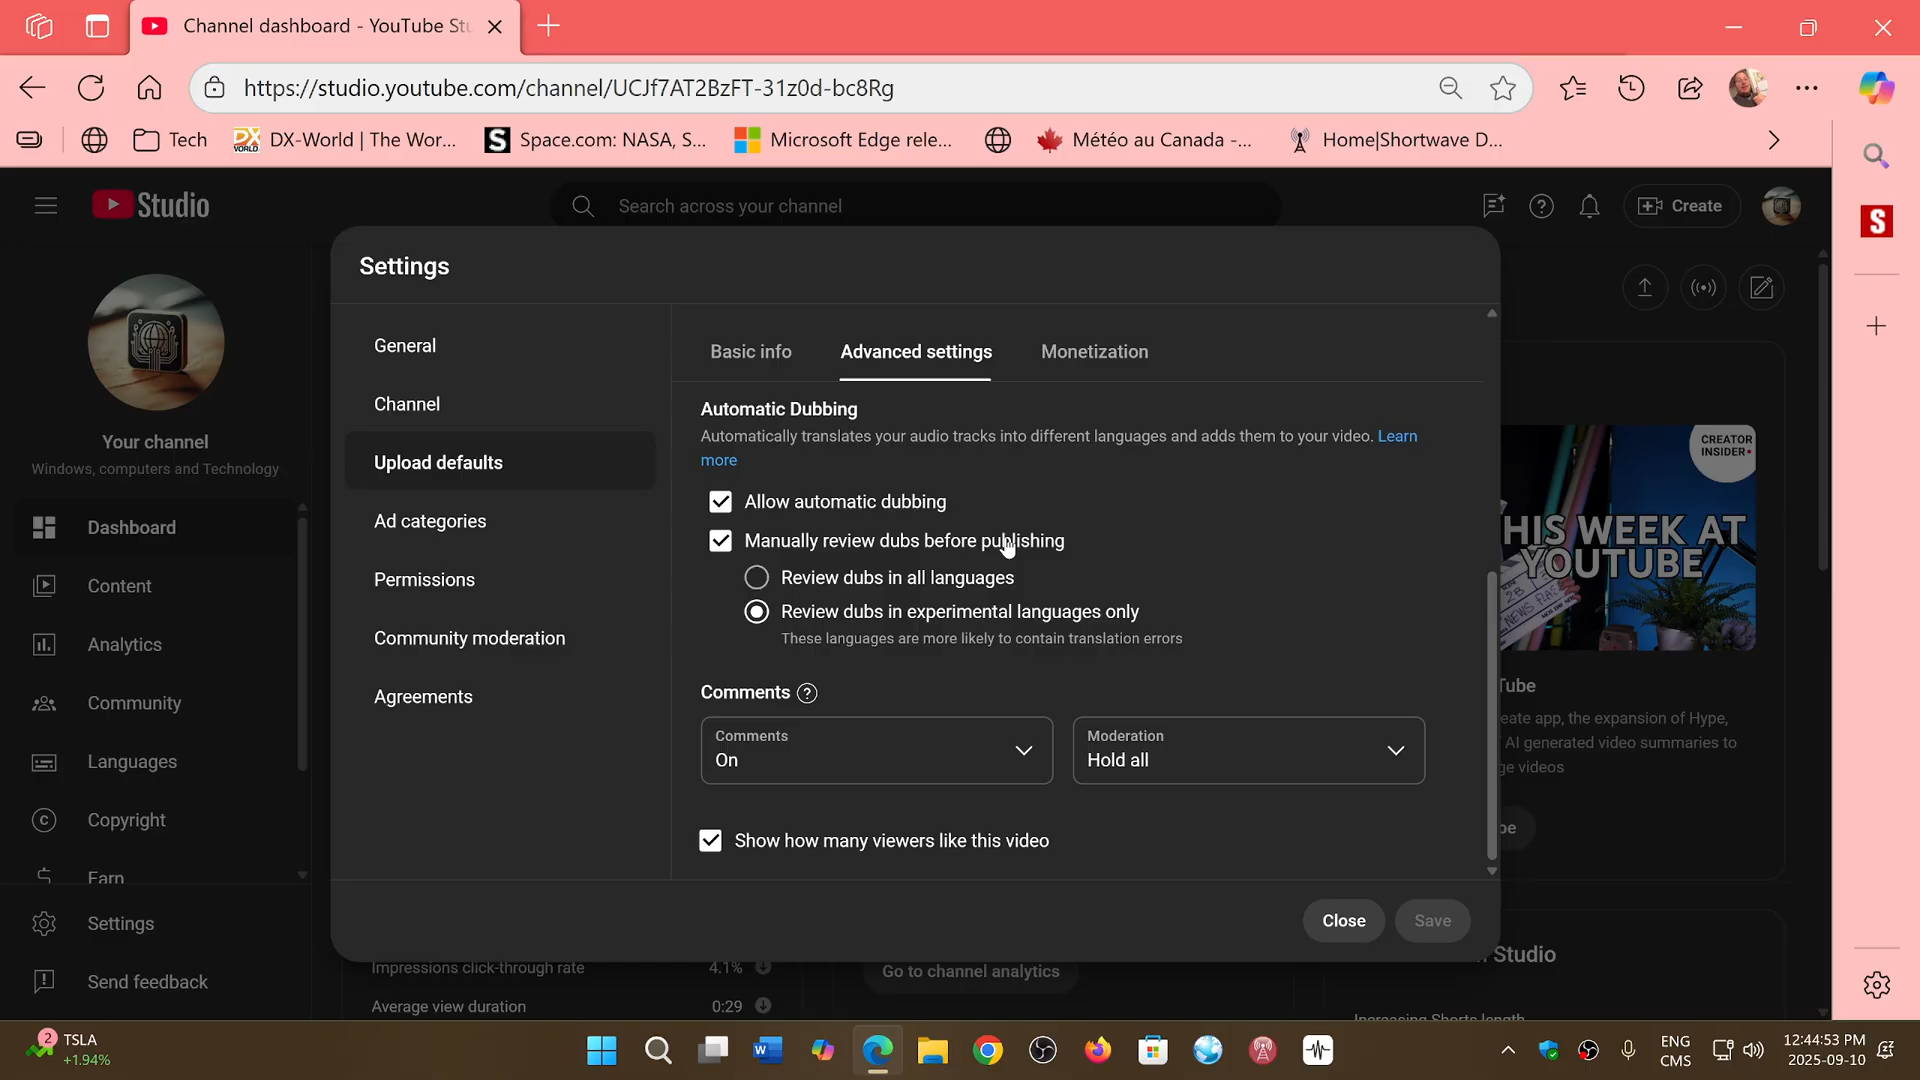 Channel dashboard - YouTube Stu
https://studio.youtube.com/channel/UCJf7AT2BzFT-31z0d-bc8Rg
Tech
DX-World | The Wor...
Space.com: NASA, S...
Microsoft Edge rele...
Météo au Canada -...
Home|Shortwave D...
Studio
Search across your channel
Create
Settings
Your channel
Windows, computers and Technology
Dashboard
Content
Analytics
Community
Languages
Copyright
Earn
Settings
Send feedback
General
Channel
Upload defaults
Ad categories
Permissions
Community moderation
Agreements
Basic info
Advanced settings
Monetization
Automatic Dubbing
Automatically translates your audio tracks into different languages and adds them to your video. Learn
more
Allow automatic dubbing
Manually review dubs before publishing
Review dubs in all languages
Review dubs in experimental languages only
These languages are more likely to contain translation errors
Comments
Comments
On
Moderation
Hold all
Show how many viewers like this video
Close
Save
CREATOR
INSIDER
HIS WEEK AT
YOUTUBE
Tube
eate app, the expansion of Hype,
AI generated video summaries to
ge videos
be
Studio
Impressions click-through rate
4.1%
Average view duration
0:29
Go to channel analytics
Increasing Shorts length
2
TSLA
+1.94%
ENG
CMS
12:44:53 PM
2025-09-10